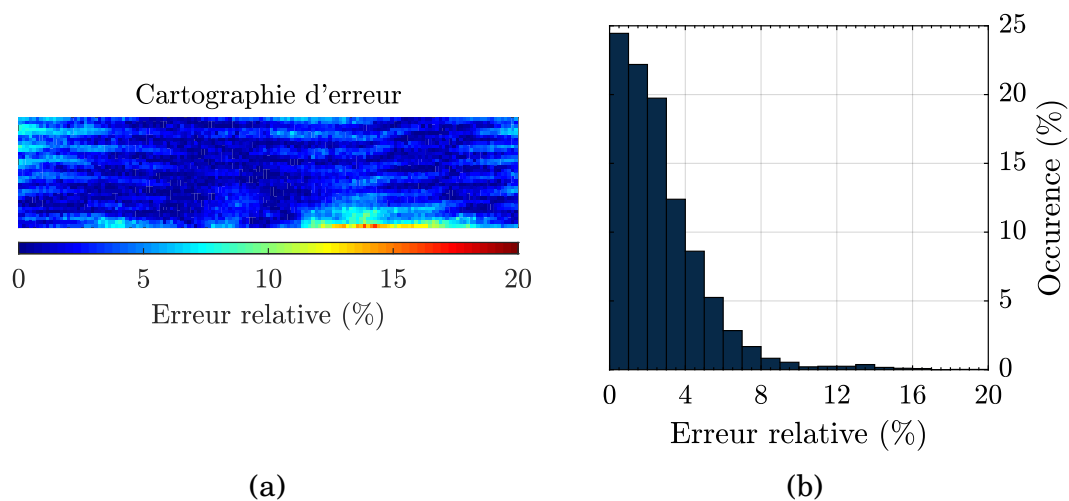 Cartographie d'erreur
0 5 10 15 20
Erreur relative (%)
(a)
25
20
15
10
5
0
Occurence (%)
0 4 8 12 16 20
Erreur relative (%)
(b)